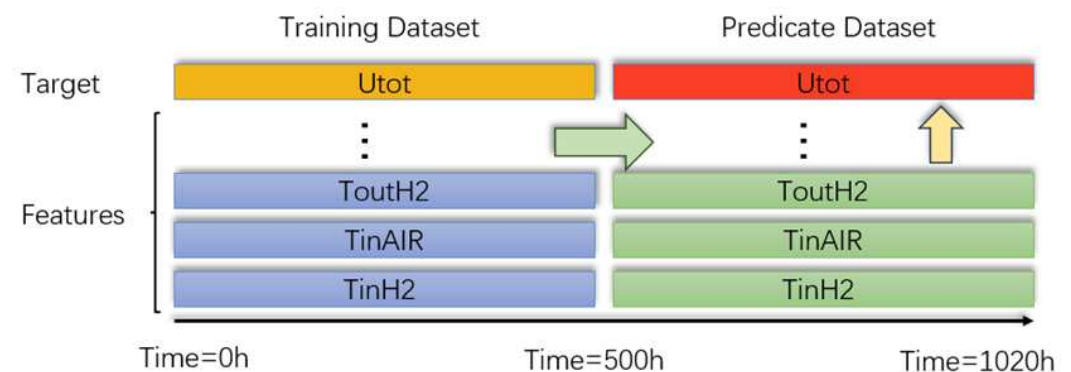 Training Dataset Predicate Dataset
Target Utot Utot
⋮ ⋮
Features ToutH2 ToutH2
TinAIR TinAIR
TinH2 TinH2
Time=0h Time=500h Time=1020h